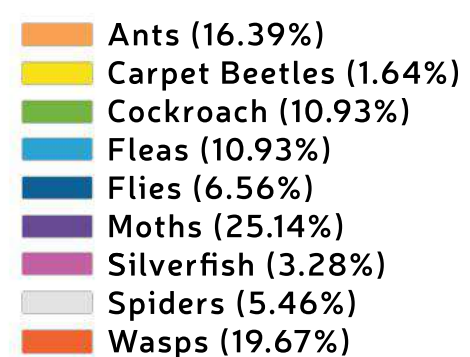 Ants (16.39%)
Carpet Beetles (1.64%)
Cockroach (10.93%)
Fleas (10.93%)
Flies (6.56%)
Moths (25.14%)
Silverfish (3.28%)
Spiders (5.46%)
Wasps (19.67%)